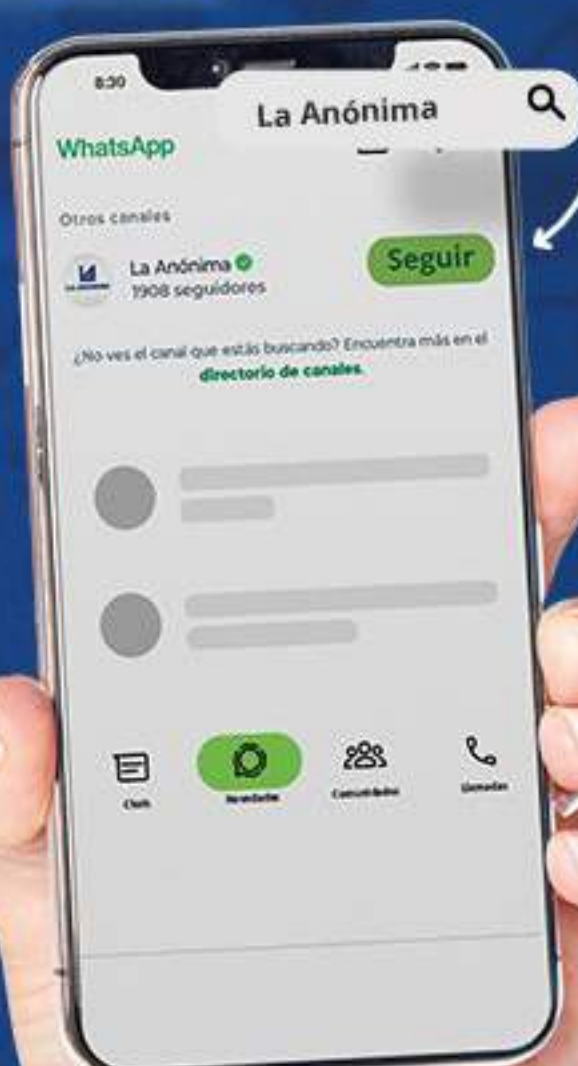 8:30
La Anónima
WhatsApp
Otros canales
La Anónima
1908 seguidores
Seguir
¿No ves el canal que estás buscando? Encuentra más en el
directorio de canales.
Chats
Novedades
Comunidades
Llamadas